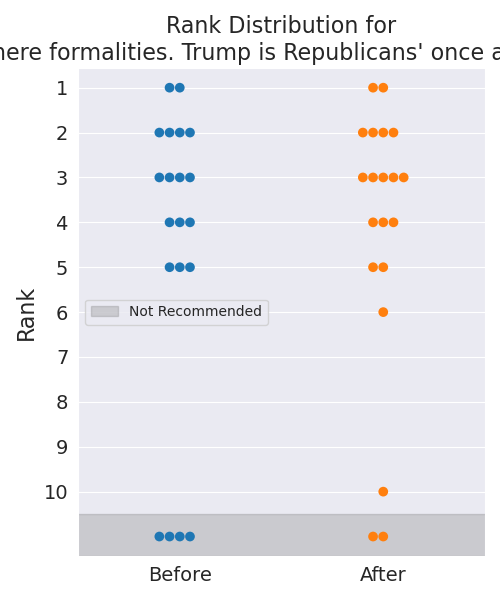 Rank Distribution for
here formalities. Trump is Republicans' once a
1
2
3
4
5
6
7
8
9
10
Rank
Not Recommended
Before
After